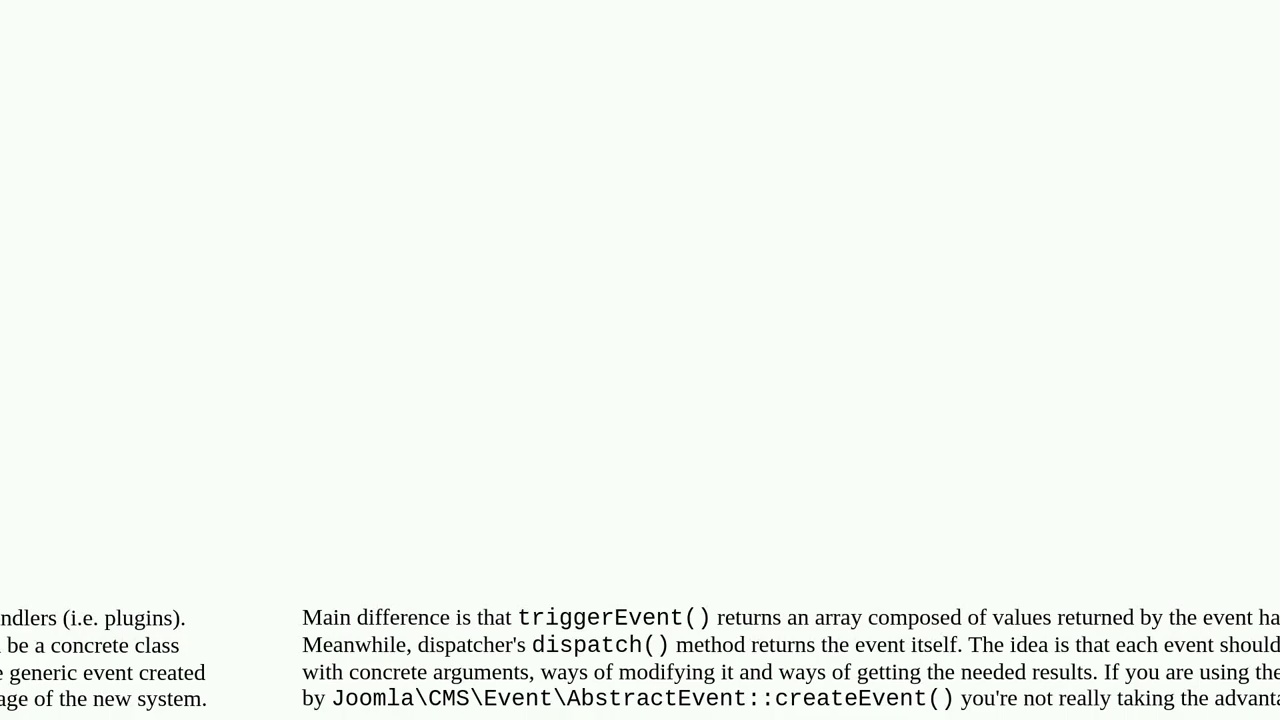 ndlers (i.e. plugins).
be a concrete class
generic event created
age of the new system.
Main difference is that triggerEvent() returns an array composed of values returned by the event ha
Meanwhile, dispatcher's dispatch() method returns the event itself. The idea is that each event should
with concrete arguments, ways of modifying it and ways of getting the needed results. If you are using the
by Joomla\CMS\Event\AbstractEvent::createEvent() you're not really taking the advanta